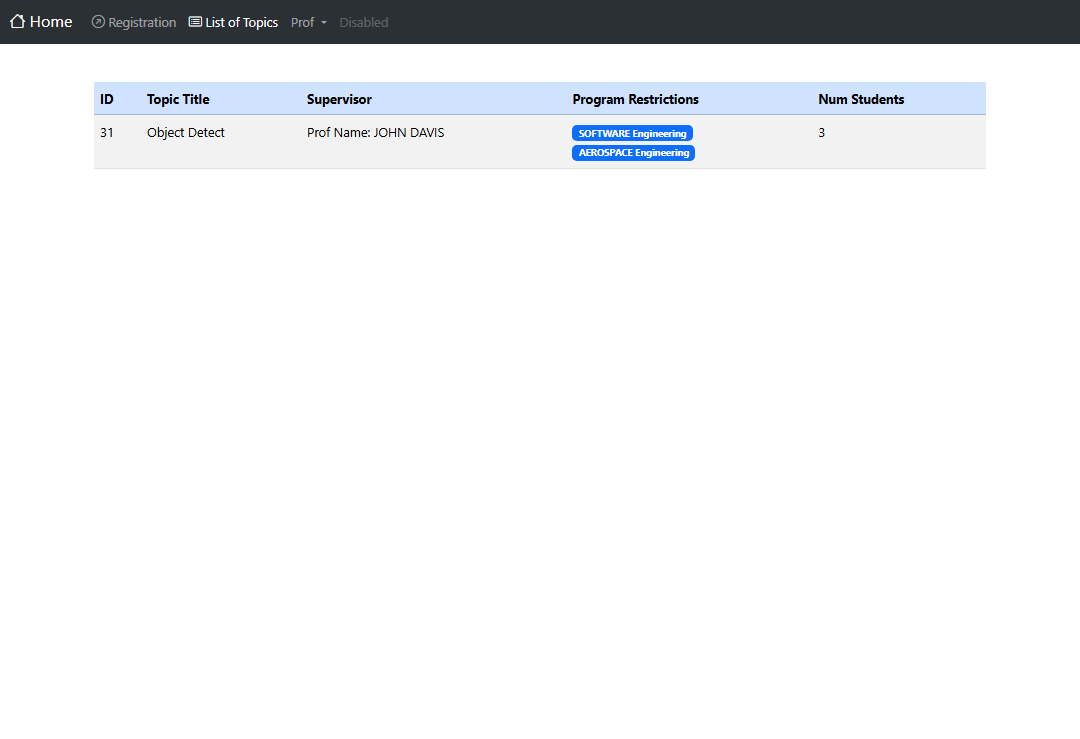 Home Registration List of Topics Prof Disabled
ID Topic Title Supervisor Program Restrictions Num Students
31 Object Detect Prof Name: JOHN DAVIS SOFTWARE Engineering 3
AEROSPACE Engineering